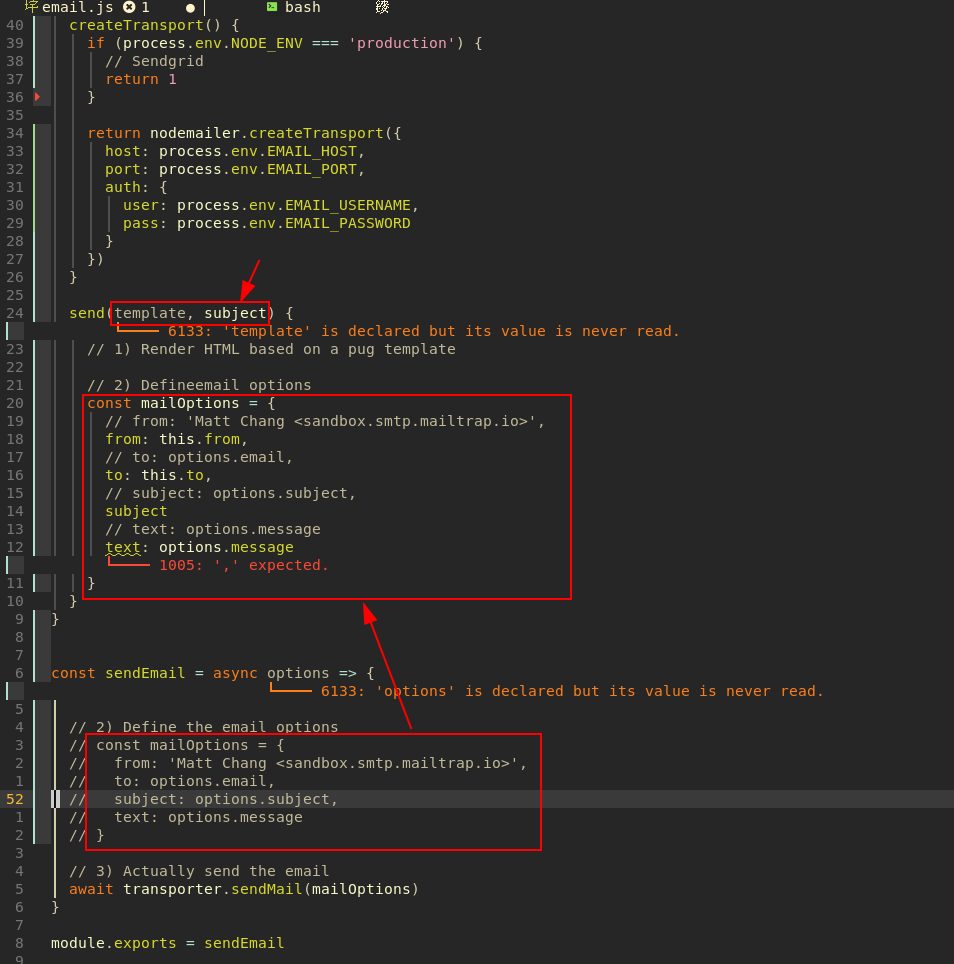 email.js 1 ● bash
40 createTransport() {
39 if (process.env.NODE_ENV === 'production') {
38 // Sendgrid
37 return 1
36 }
35
34 return nodemailer.createTransport({
33 host: process.env.EMAIL_HOST,
32 port: process.env.EMAIL_PORT,
31 auth: {
30 user: process.env.EMAIL_USERNAME,
29 pass: process.env.EMAIL_PASSWORD
28 }
27 })
26 }
25
24 send(template, subject) {
6133: 'template' is declared but its value is never read.
23 // 1) Render HTML based on a pug template
22
21 // 2) Defineemail options
20 const mailOptions = {
19 // from: 'Matt Chang <sandbox.smtp.mailtrap.io>',
18 from: this.from,
17 // to: options.email,
16 to: this.to,
15 // subject: options.subject,
14 subject
13 // text: options.message
12 text: options.message
1005: ',' expected.
11 }
10 }
9 }
8
7
6 const sendEmail = async options => {
6133: 'options' is declared but its value is never read.
5
4 // 2) Define the email options
3 // const mailOptions = {
2 // from: 'Matt Chang <sandbox.smtp.mailtrap.io>',
1 // to: options.email,
52 // subject: options.subject,
1 // text: options.message
2 // }
3
4 // 3) Actually send the email
5 await transporter.sendMail(mailOptions)
6 }
7
8 module.exports = sendEmail
9